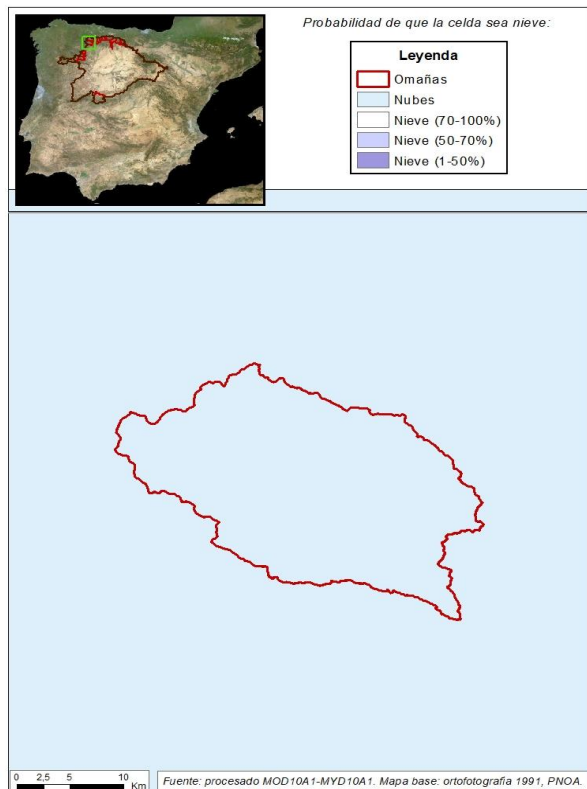 Probabilidad de que la celda sea nieve:
Leyenda
Omañas
Nubes
Nieve (70-100%)
Nieve (50-70%)
Nieve (1-50%)
0 2,5 5 10
Km
Fuente: procesado MOD10A1-MYD10A1. Mapa base: ortofotografia 1991, PNOA.